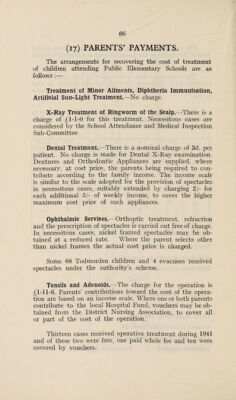 66
(17) PARENTS' PAYMENTS.
The arrangements for recovering the cost of treatment
of children attending Public Elementary Schools are as
follows :—
Treatment of Minor Ailments, Diphtheria Immunisation,
Artificial Sun-Light Treatment.—No charge.
X-Ray Treatment of Ringworm of the Scalp.—There is a
charge of £1-1-0 for this treatment. Necessitous cases are
considered by the School Attendance and Medical Inspection
Sub-Committee.
Dental Treatment.—There is a nominal charge of 3d. per
patient. No charge is made for Dental X-Ray examination.
Dentures and Orthodontic Appliances are supplied, where
necessary, at cost price, the parents being required to con-
tribute according to the family income. The income scale
is similar to the scale adopted for the provision of spectacles
in necessitous cases, suitably extended by charging 2/- for
each additional 5/- of weekly income, to cover the higher
maximum cost price of such appliances.
Ophthalmic Services.—Orthoptic treatment, refraction
and the prescription of spectacles is carried out free of charge.
In necessitous cases, nickel framed spectacles may be ob-
tained at a reduced rate. Where the parent selects other
than nickel frames the actual cost price is charged.
Some 68 Todmorden children and 4 evacuees received
spectacles under the authority's scheme.
Tonsils and Adenoids.—The charge for the operation is
£1-11-6. Parents' contributions toward the cost of the opera-
tion are based on an income scale. Where one or both parents
contribute to the local Hospital Fund, vouchers may be ob-
tained from the District Nursing Association, to cover all
or part of the cost of the operation.
Thirteen cases received operative treatment during 1941
and of these two were free, one paid whole fee and ten were
covered by vouchers.